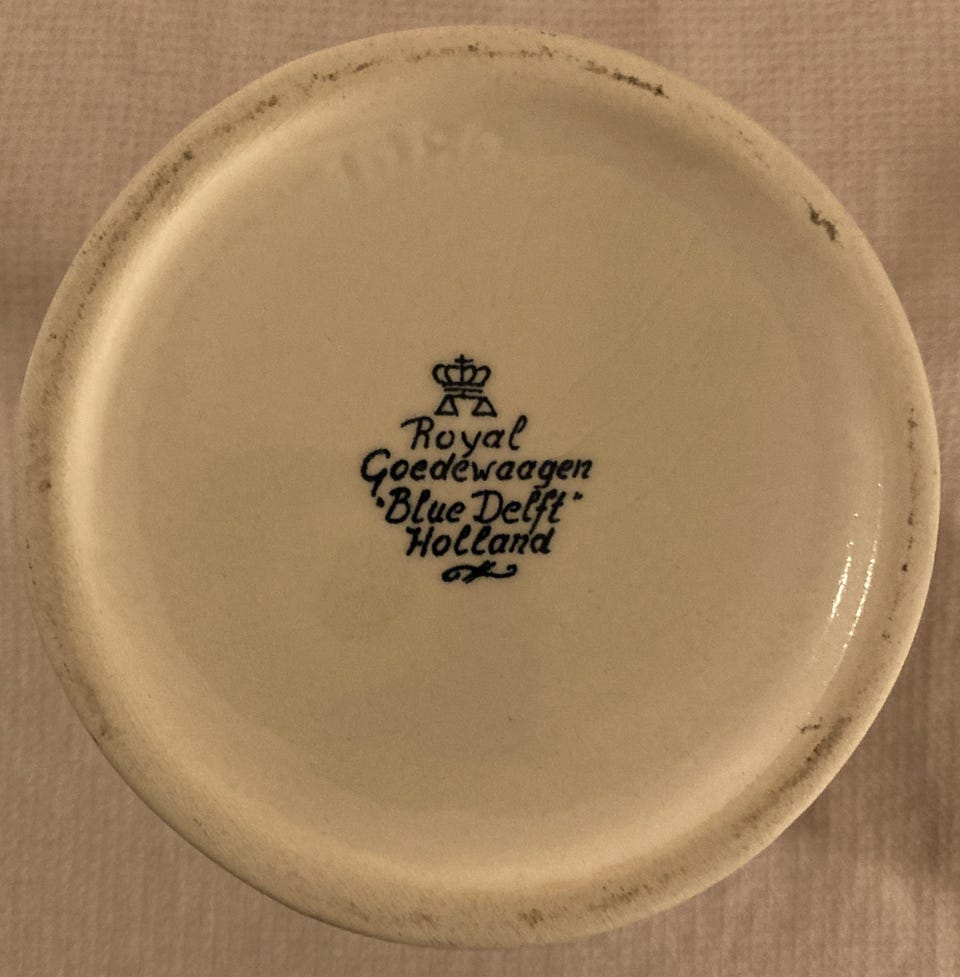 Royal
Goedewaagen
"Blue Delft"
Holland